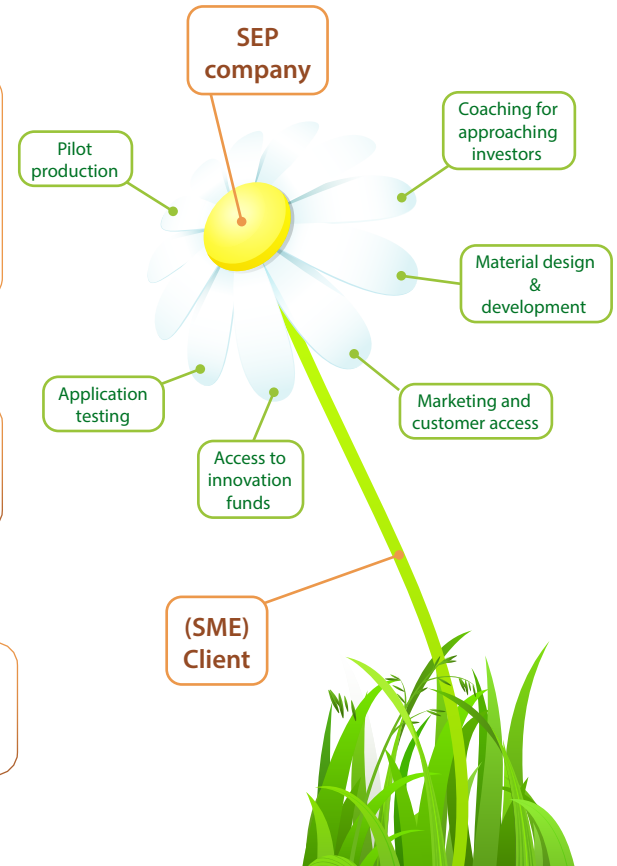 SEP
company
Coaching for
approaching
investors
Pilot
production
Material design
&
development
Application
testing
Marketing and
customer access
Access to
innovation
funds
(SME)
Client